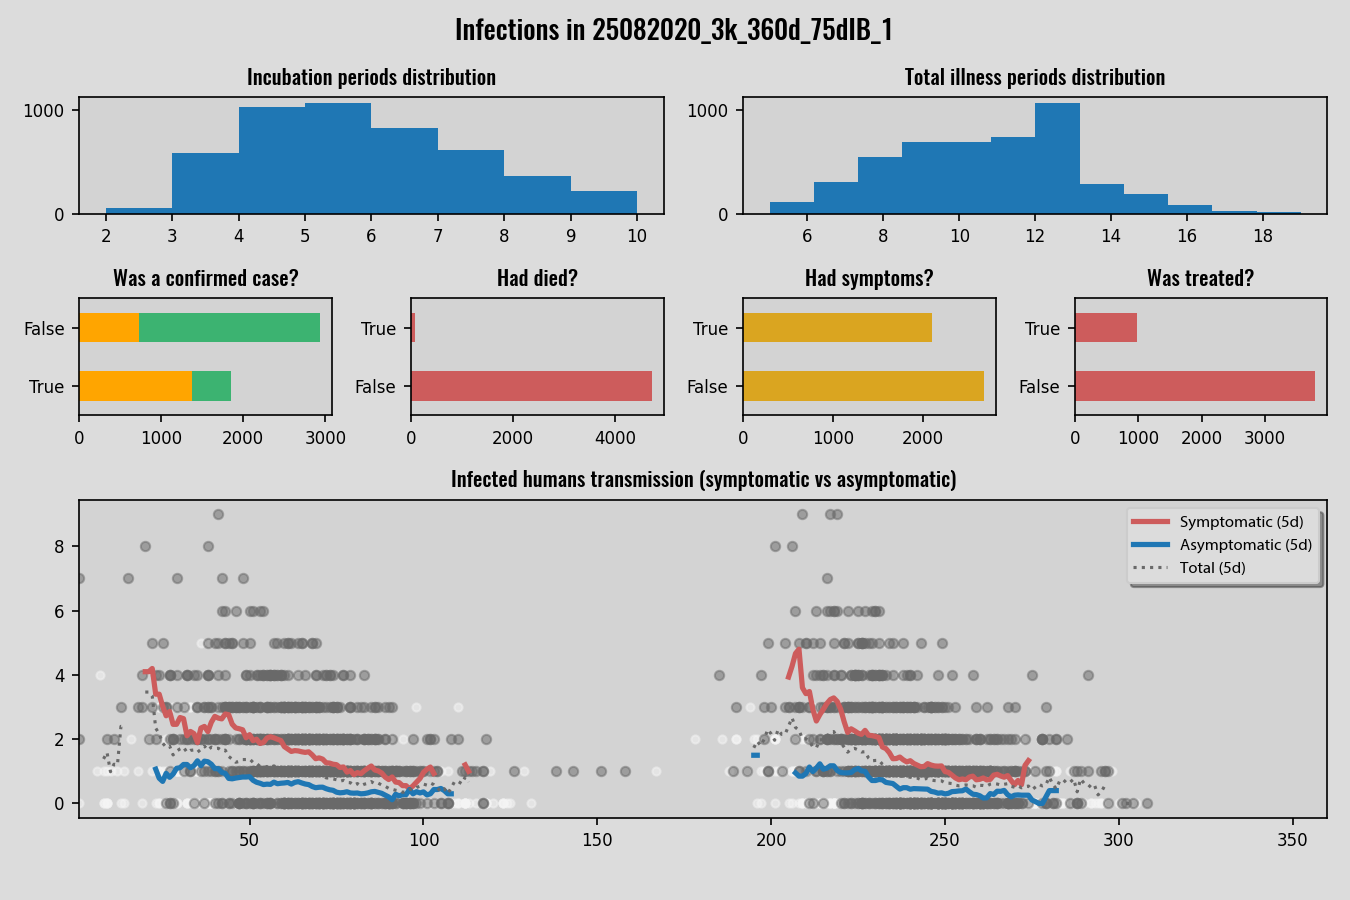 Infections in 25082020_3k_360d_75dIB_1
Incubation periods distribution
Total illness periods distribution
1000
0
2 3 4 5 6 7 8 9 10
1000
0
6 8 10 12 14 16 18
Was a confirmed case?
Had died?
Had symptoms?
Was treated?
False
True
0 1000 2000 3000
True
False
0 2000 4000
True
False
0 1000 2000
True
False
0 1000 2000 3000
Infected humans transmission (symptomatic vs asymptomatic)
8
6
4
2
0
50 100 150 200 250 300 350
Symptomatic (5d)
Asymptomatic (5d)
Total (5d)